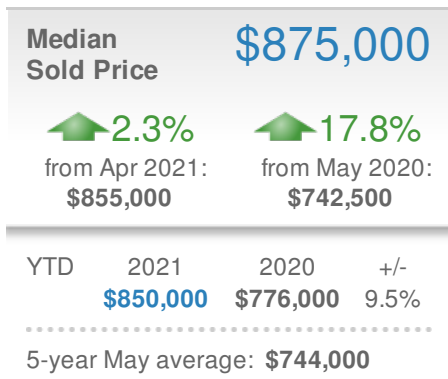 Median
Sold Price
$875,000
2.3%
17.8%
from Apr 2021:
from May 2020:
$855,000
$742,500
YTD 2021 2020 +/-
$850,000 $776,000 9.5%
5-year May average: $744,000